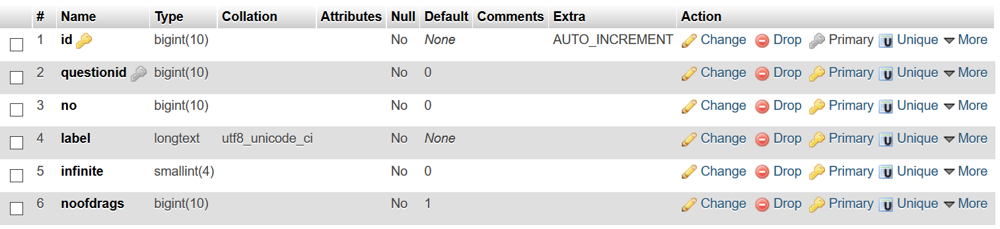 # Name Type Collation Attributes Null Default Comments Extra Action
1 id bigint(10) No None AUTO_INCREMENT Change Drop Primary Unique More
2 questionid bigint(10) No 0 Change Drop Primary Unique More
3 no bigint(10) No 0 Change Drop Primary Unique More
4 label longtext utf8_unicode_ci No None Change Drop Primary Unique More
5 infinite smallint(4) No 0 Change Drop Primary Unique More
6 noofdrags bigint(10) No 1 Change Drop Primary Unique More